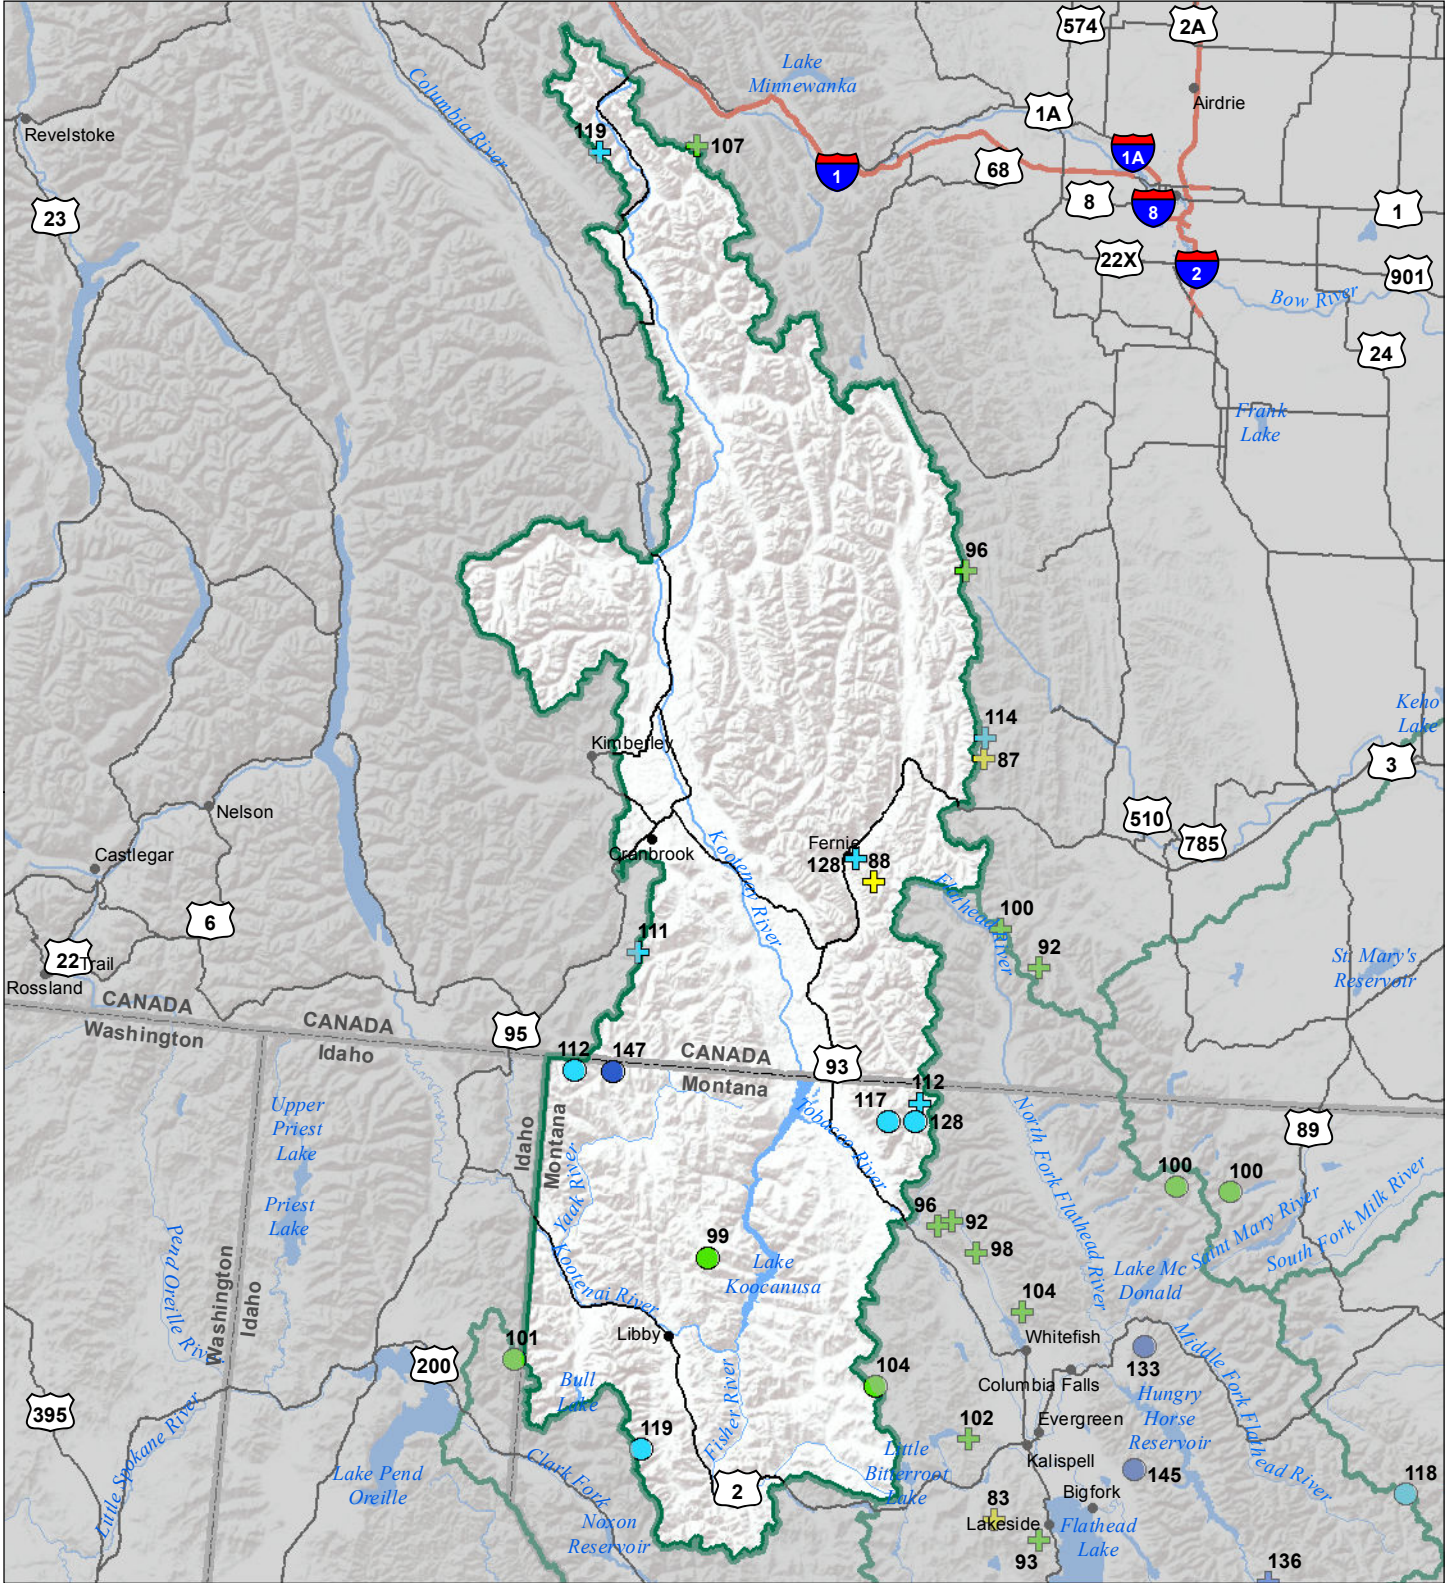 574
2A
Lake
Minnewanka
Columbia River
Airdrie
1A
Revelstoke
119
107
1A
1
68
8
8
1
23
22X
2
901
Bow River
24
Frank
Lake
96
Keho
Lake
114
87
3
Kimberley
Nelson
510
785
Castlegar
Cranbrook
Kootenay River
Fernie
128
88
Flathead River
6
100
111
92
22
Trail
Rossland
St. Mary's
Reservoir
CANADA
Washington
CANADA
Idaho
95
112
147
CANADA
Montana
93
112
117
128
Tobacco River
Upper
Priest
Lake
Idaho
Montana
North Fork Flathead River
89
Yaak River
Priest
Lake
100
100
96
92
98
Saint Mary River
South Fork Milk River
Pend Oreille River
Washington
Idaho
99
Lake
Koocanusa
Kootenai River
Lake Mc
Donald
104
Libby
Whitefish
101
200
Bull
Lake
104
133
Middle Fork Flathead River
Columbia Falls
Hungry
Horse
Reservoir
395
Little Spokane River
119
Fisher River
102
Evergreen
Kalispell
Little
Bitterroot
Lake
145
Lake Pend
Oreille
Clark Fork
2
118
83
Bigfork
Noxon
Reservoir
Lakeside
Flathead
Lake
93
136